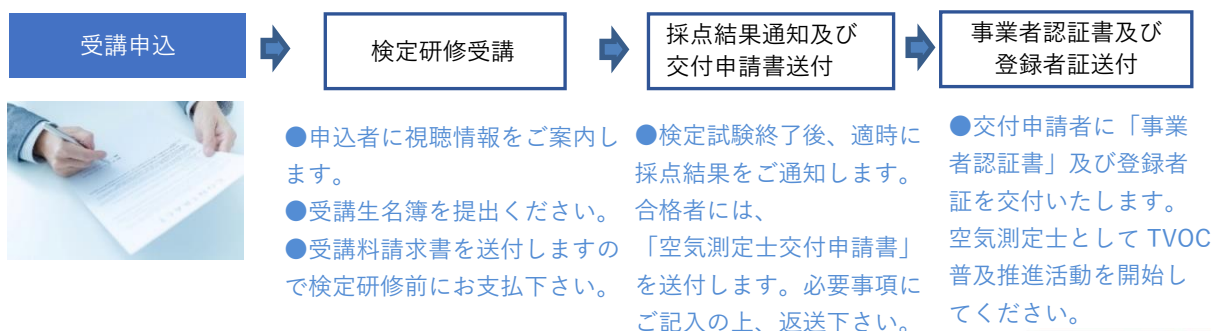 受講申込
検定研修受講
採点結果通知及び
交付申請書送付
事業者認証書及び
登録者証送付
●申込者に視聴情報をご案内し
ます。
●受講生名簿を提出ください。
●受講料請求書を送付しますの
で検定研修前にお支払下さい。
●検定試験終了後、適時に
採点結果をご通知します。
合格者には、
「空気測定士交付申請書」
を送付します。必要事項に
ご記入の上、返送下さい。
●交付申請者に「事業
者認証書」及び登録者
証を交付いたします。
空気測定士として TVOC
普及推進活動を開始し
てください。